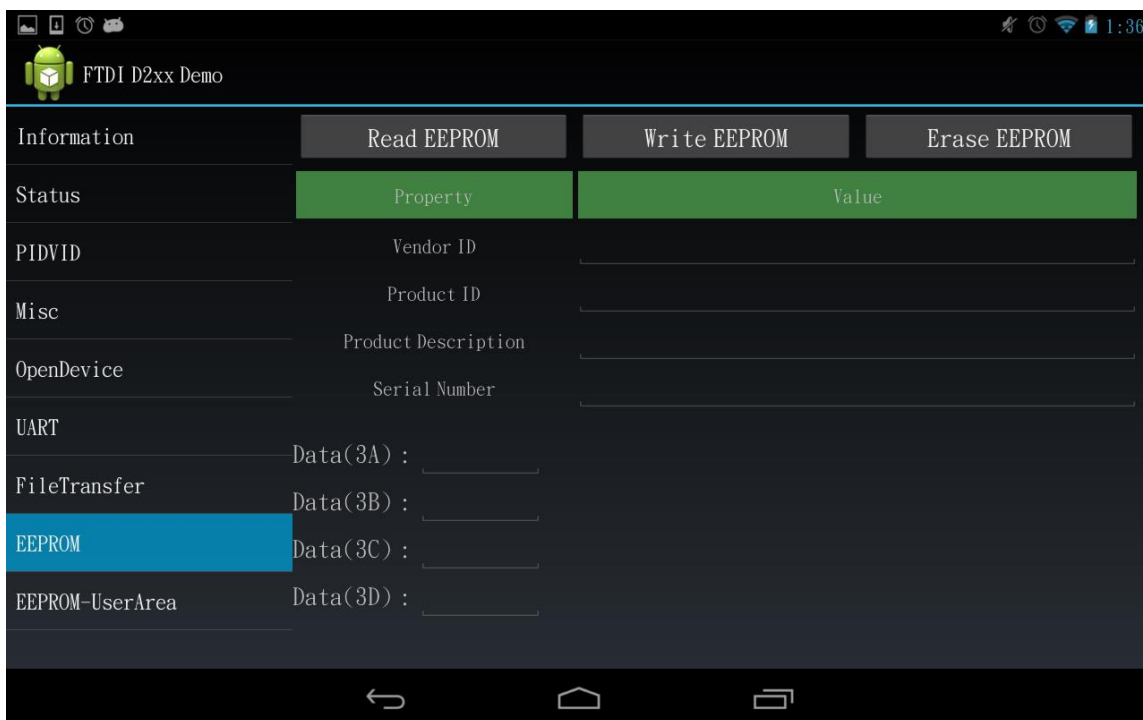 1:36
FTDI D2xx Demo
Information
Status
PIDVID
Misc
OpenDevice
UART
FileTransfer
EEPROM
EEPROM-UserArea
Read EEPROM Write EEPROM Erase EEPROM
Property Value
Vendor ID
Product ID
Product Description
Serial Number
Data(3A) :
Data(3B) :
Data(3C) :
Data(3D) :